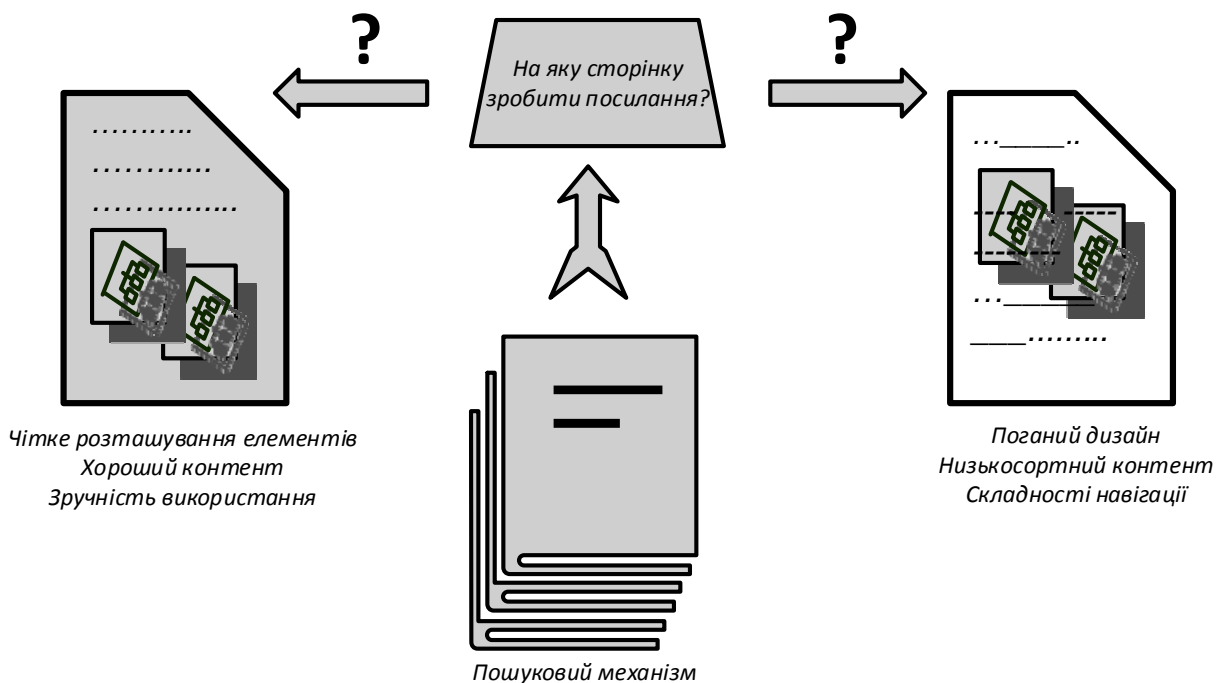 ?
?
На яку сторінку
зробити посилання?
Чітке розташування елементів
Хороший контент
Зручність використання
Поганий дизайн
Низькосортний контент
Складності навігації
Пошуковий механізм